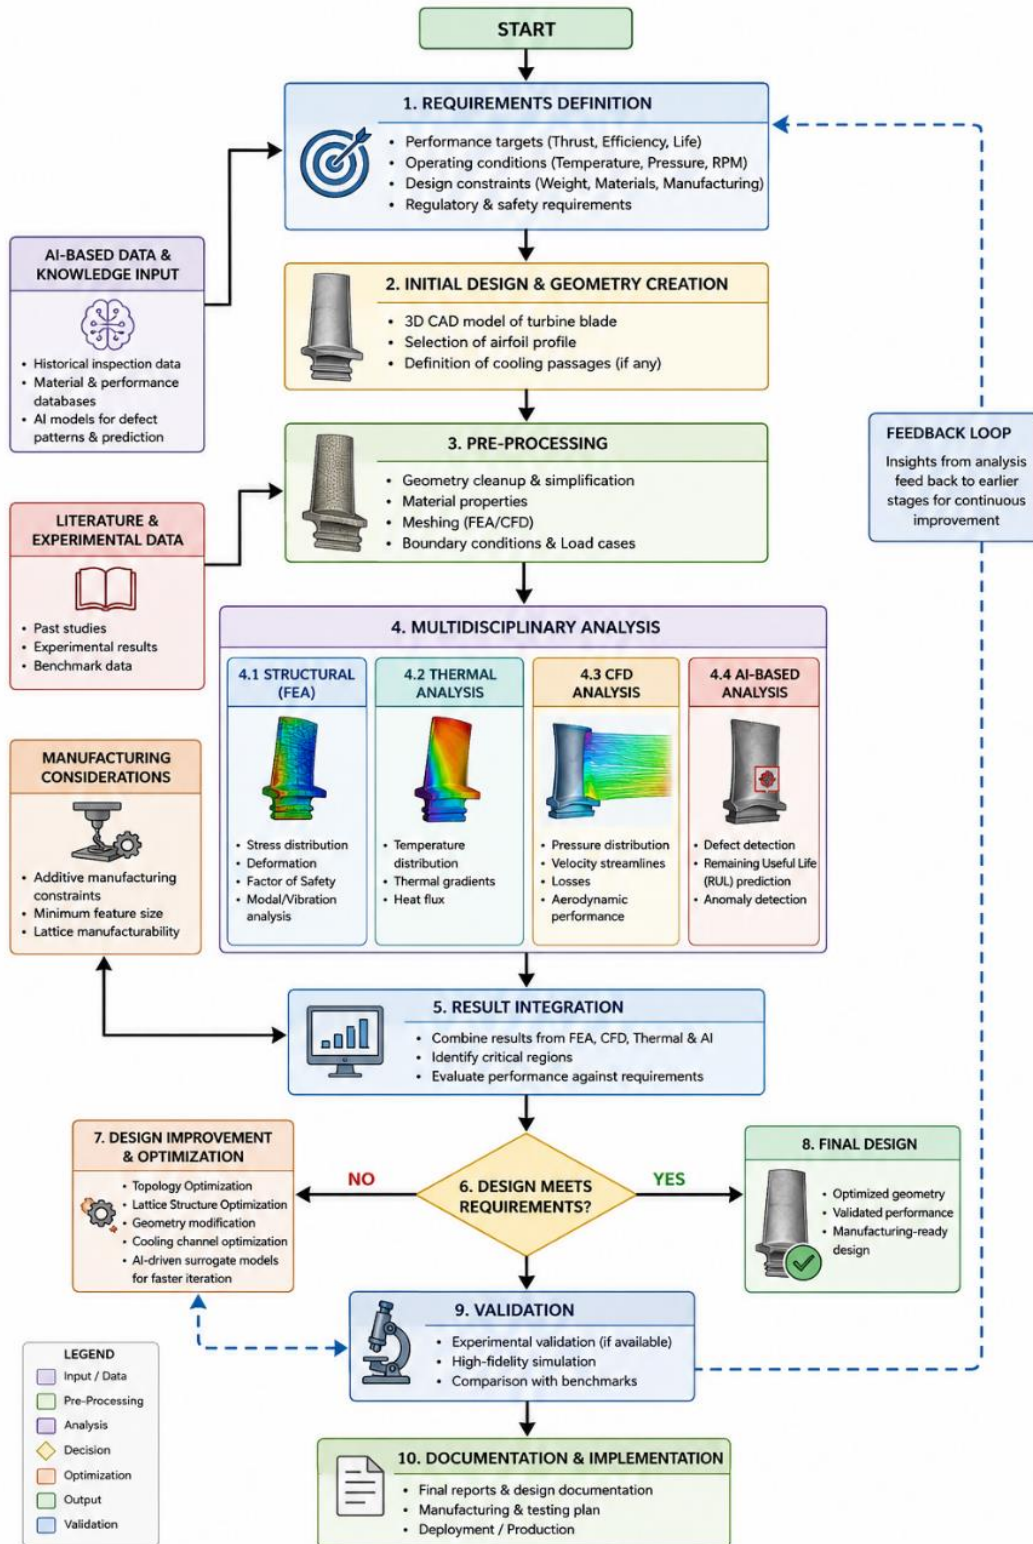 START
1. REQUIREMENTS DEFINITION
• Performance targets (Thrust, Efficiency, Life)
• Operating conditions (Temperature, Pressure, RPM)
• Design constraints (Weight, Materials, Manufacturing)
• Regulatory & safety requirements
AI-BASED DATA &
KNOWLEDGE INPUT
• Historical inspection data
• Material & performance
databases
• AI models for defect
patterns & prediction
2. INITIAL DESIGN & GEOMETRY CREATION
• 3D CAD model of turbine blade
• Selection of airfoil profile
• Definition of cooling passages (if any)
FEEDBACK LOOP
Insights from analysis
feed back to earlier
stages for continuous
improvement
3. PRE-PROCESSING
• Geometry cleanup & simplification
• Material properties
• Meshing (FEA/CFD)
• Boundary conditions & Load cases
LITERATURE &
EXPERIMENTAL DATA
• Past studies
• Experimental results
• Benchmark data
4. MULTIDISCIPLINARY ANALYSIS
4.1 STRUCTURAL
(FEA)
• Stress distribution
• Deformation
• Factor of Safety
• Modal/Vibration
analysis
4.2 THERMAL
ANALYSIS
• Temperature
distribution
• Thermal gradients
• Heat flux
4.3 CFD
ANALYSIS
• Pressure distribution
• Velocity streamlines
• Losses
• Aerodynamic
performance
4.4 AI-BASED
ANALYSIS
• Defect detection
• Remaining Useful Life
(RUL) prediction
• Anomaly detection
MANUFACTURING
CONSIDERATIONS
• Additive manufacturing
constraints
• Minimum feature size
• Lattice manufacturability
5. RESULT INTEGRATION
• Combine results from FEA, CFD, Thermal & AI
• Identify critical regions
• Evaluate performance against requirements
6. DESIGN MEETS
REQUIREMENTS?
NO
YES
7. DESIGN IMPROVEMENT
& OPTIMIZATION
• Topology Optimization
• Lattice Structure Optimization
• Geometry modification
• Cooling channel optimization
• AI-driven surrogate models
for faster iteration
8. FINAL DESIGN
• Optimized geometry
• Validated performance
• Manufacturing-ready
design
9. VALIDATION
• Experimental validation (if available)
• High-fidelity simulation
• Comparison with benchmarks
10. DOCUMENTATION & IMPLEMENTATION
• Final reports & design documentation
• Manufacturing & testing plan
• Deployment / Production
LEGEND
Input / Data
Pre-Processing
Analysis
Decision
Optimization
Output
Validation